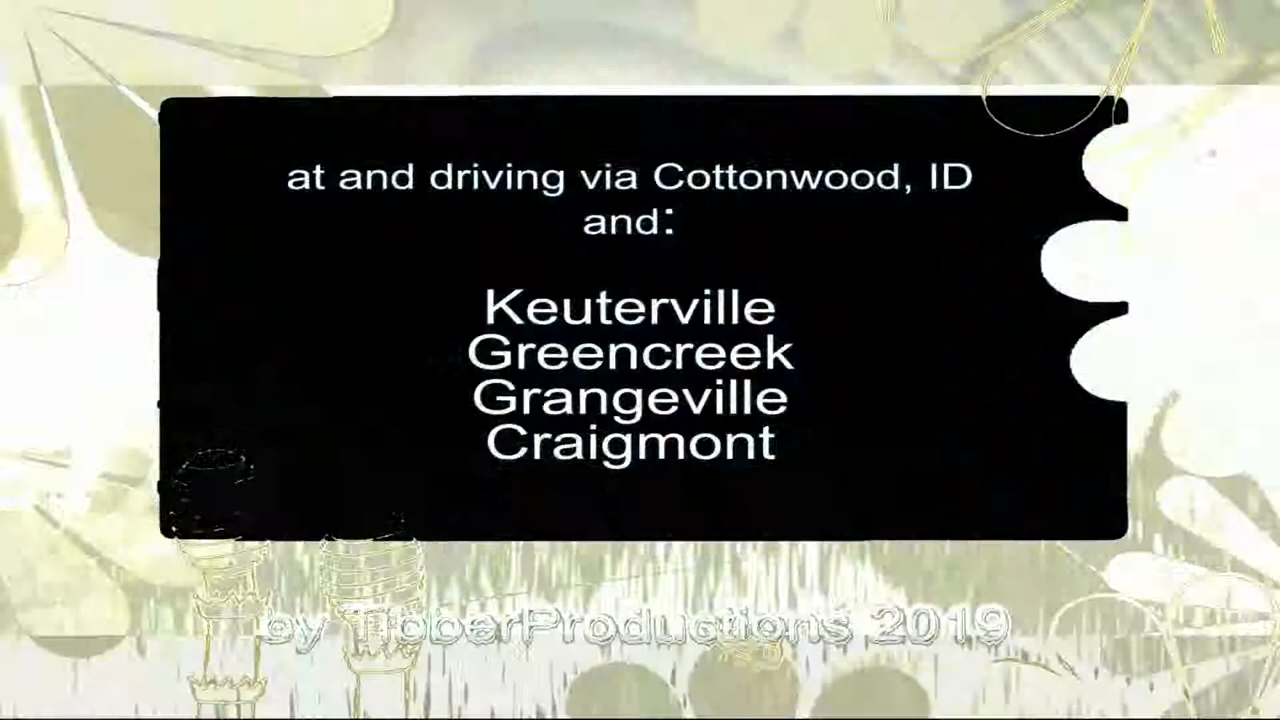 at and driving via Cottonwood, ID
and:
Keuterville
Greencreek
Grangeville
Craigmont
by TibberProductions 2019